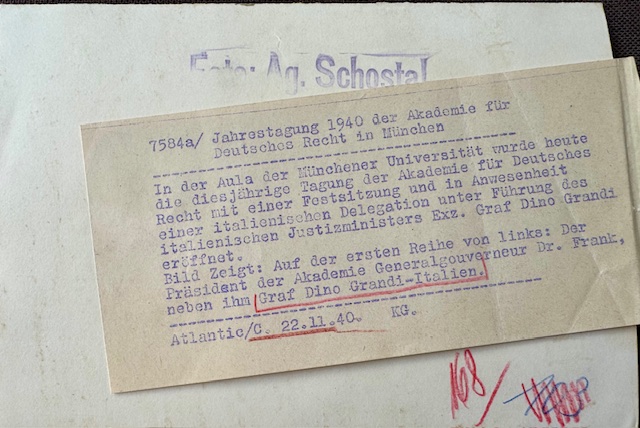 Foto: Ag. Schostal
7584a/ Jahrestagung 1940 der Akademie für
Deutsches Recht in München
In der Aula der Münchener Universität wurde heute
die diesjährige Tagung der Akademie für Deutsches
Recht mit einer Festsitzung und in Anwesenheit
einer italienischen Delegation unter Führung des
italienischen Justizministers Exz. Graf Dino Grandi
eröffnet.
Bild Zeigt: Auf der ersten Reihe von links: Der
Präsident der Akademie Generalgouverneur Dr. Frank,
neben ihm Graf Dino Grandi-Italien.
Atlantic/C. 22.11.40. KG.
168/